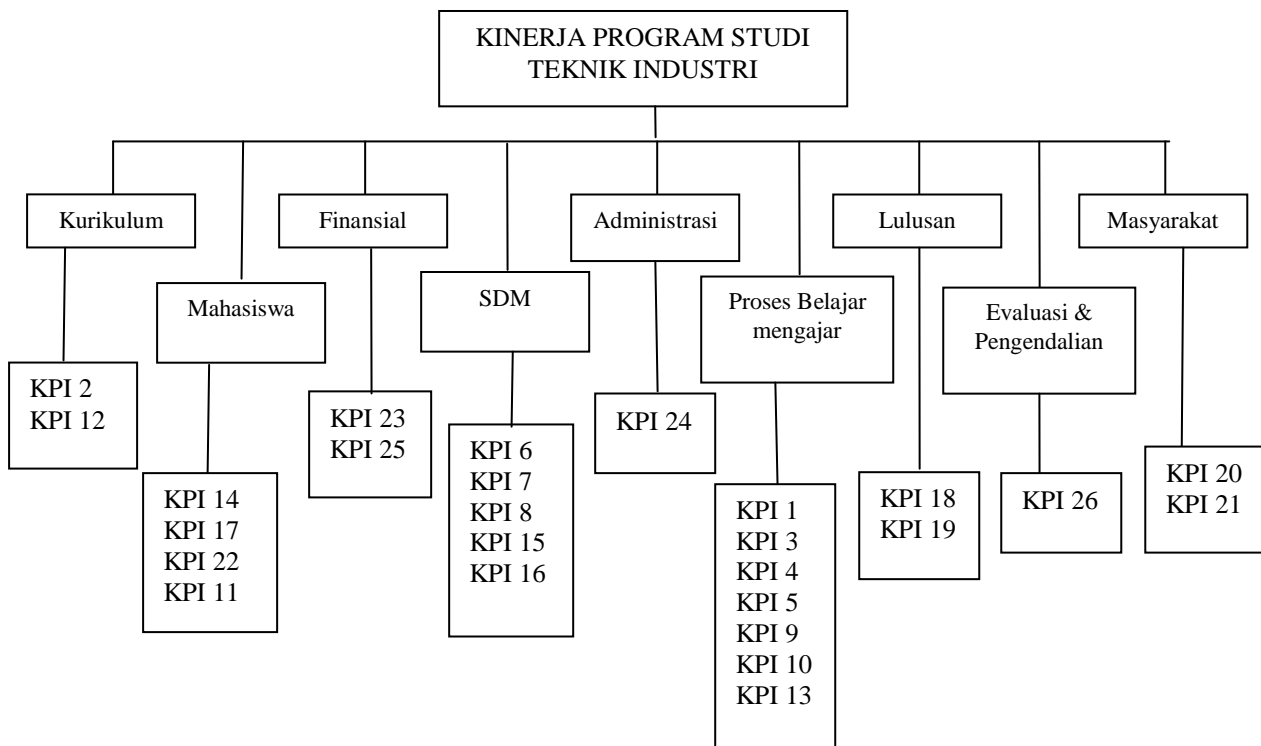 KINERJA PROGRAM STUDI
TEKNIK INDUSTRI
Kurikulum
KPI 2
KPI 12
Mahasiswa
KPI 14
KPI 17
KPI 22
KPI 11
Finansial
KPI 23
KPI 25
SDM
KPI 6
KPI 7
KPI 8
KPI 15
KPI 16
Administrasi
KPI 24
Proses Belajar
mengajar
KPI 1
KPI 3
KPI 4
KPI 5
KPI 9
KPI 10
KPI 13
Lulusan
KPI 18
KPI 19
Evaluasi &
Pengendalian
KPI 26
Masyarakat
KPI 20
KPI 21